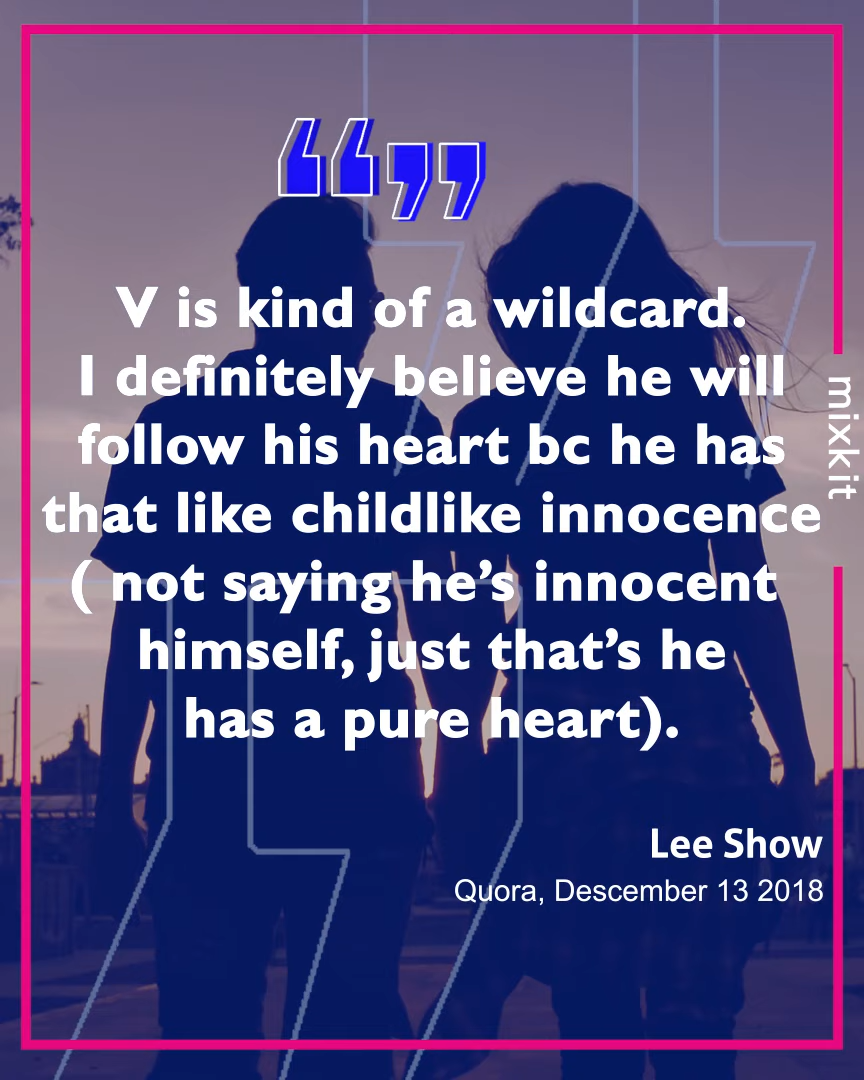 V is kind of a wildcard.
I definitely believe he will
follow his heart bc he has
that like childlike innocence
( not saying he’s innocent
himself, just that’s he
has a pure heart).
mixkit
Lee Show
Quora, Descember 13 2018